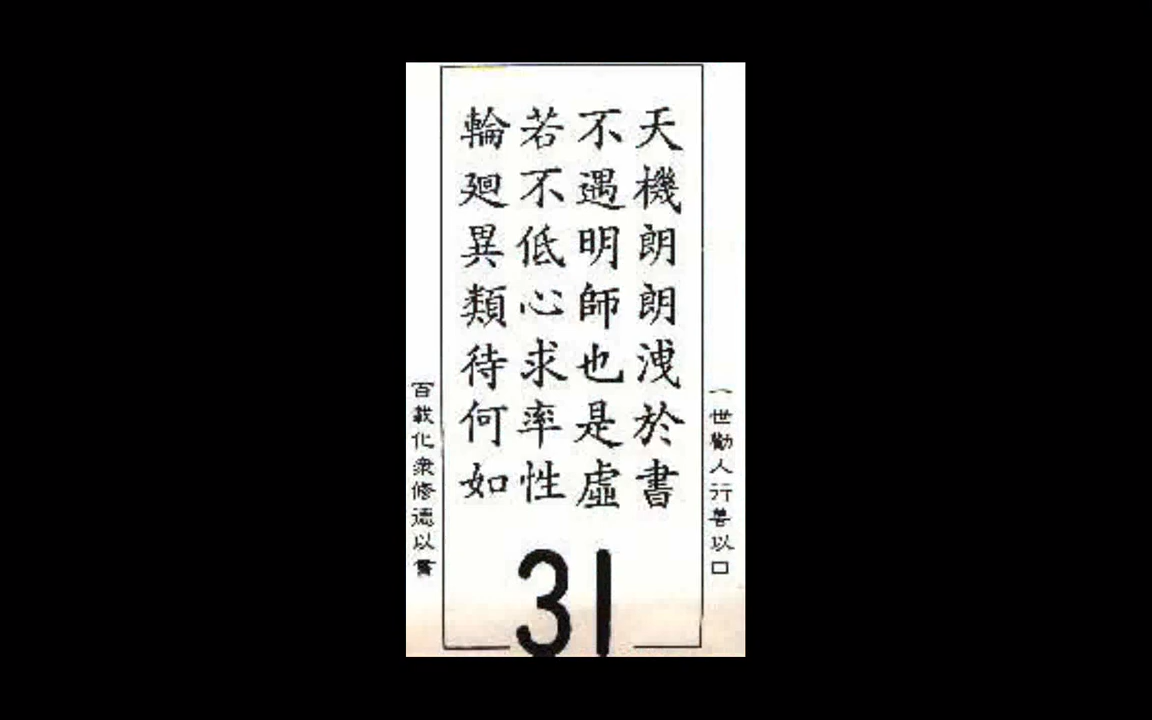 一世勸人行善以口
天機朗朗洩於書
不遇明師也是虛
若不低心求率性
輪廻異類待何如
百載化衆修德以書
31